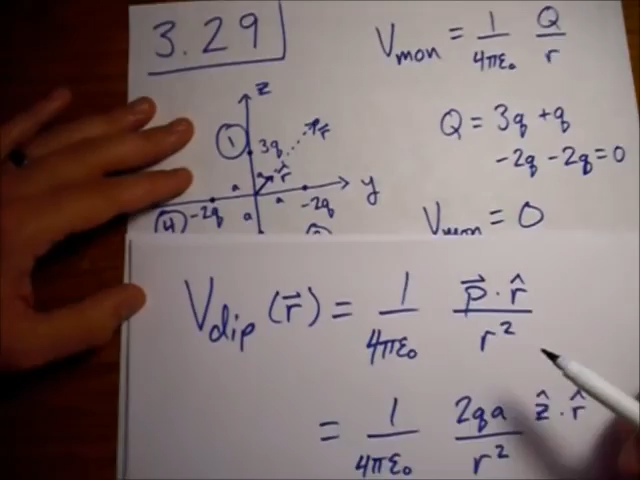 3.29
V_mon = 1/4πε₀ Q/r
Q = 3q + q
-2q -2q = 0
V_mon = 0
z
① 3q r
a a r̂
-2q a -2q y
④ a
V_dip (r⃗) = 1/4πε₀ p⃗ · r̂/r²
= 1/4πε₀ 2qa/r² ẑ · r̂